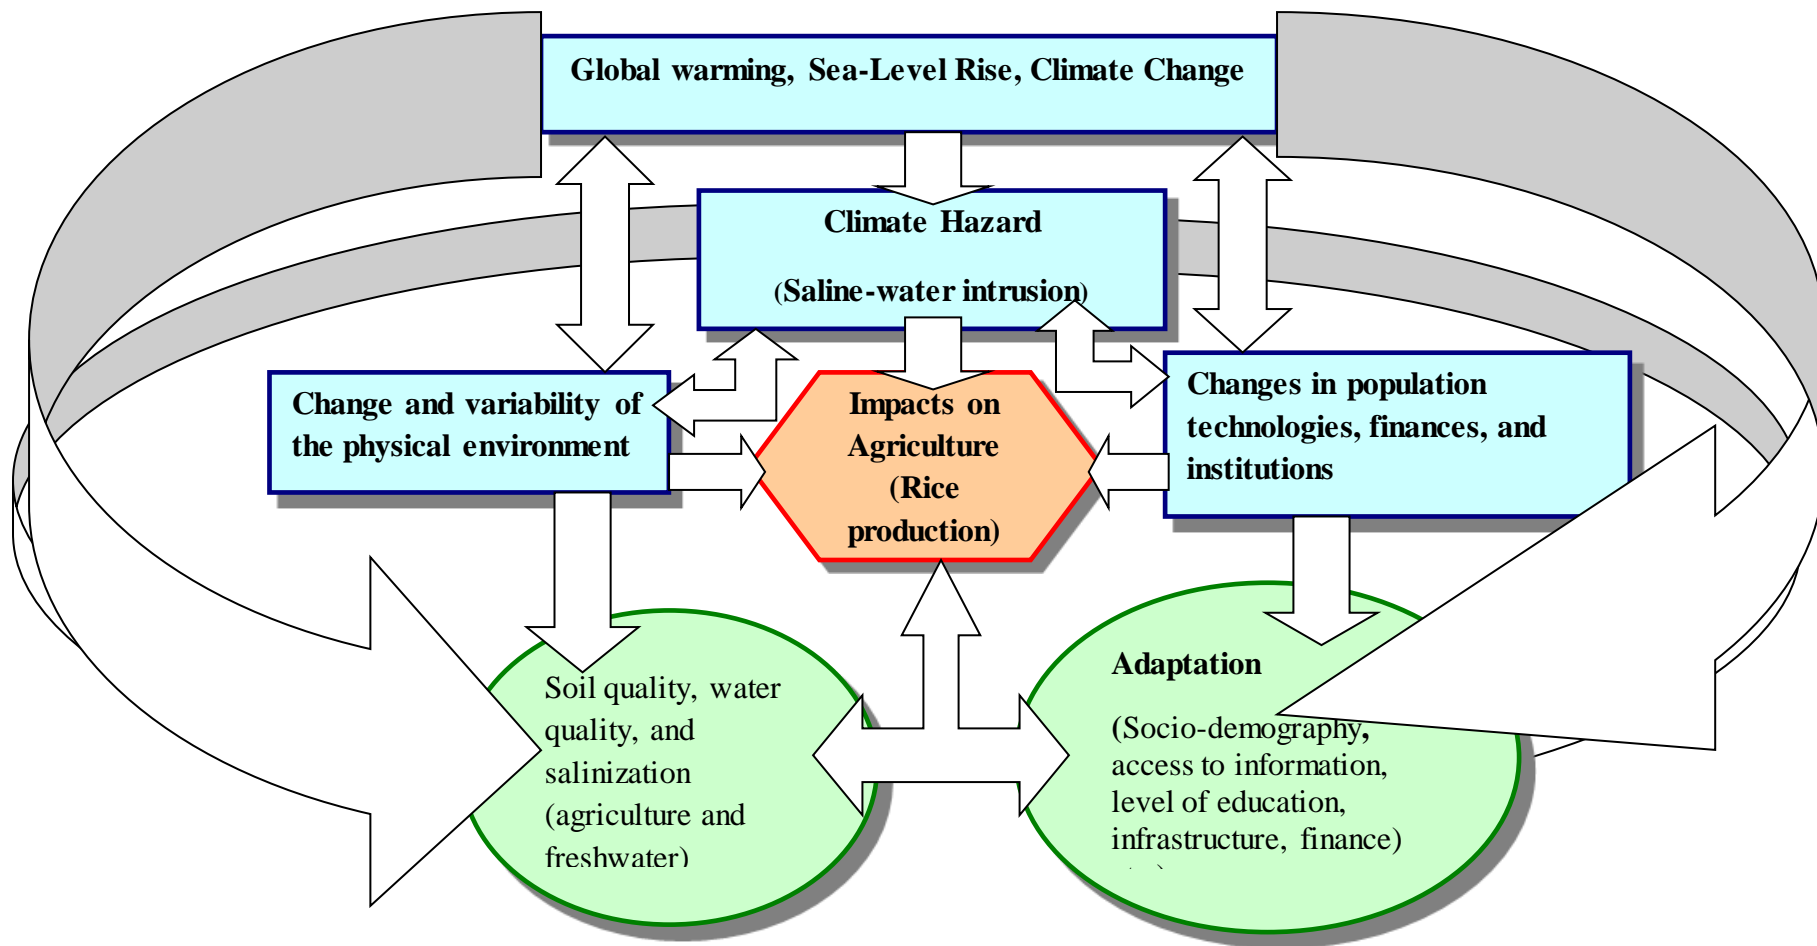 Global warming, Sea-Level Rise, Climate Change
Climate Hazard
(Saline-water intrusion)
Change and variability of
the physical environment
Impacts on
Agriculture
(Rice
production)
Changes in population
technologies, finances, and
institutions
Soil quality, water
quality, and
salinization
(agriculture and
freshwater)
Adaptation
(Socio-demography,
access to information,
level of education,
infrastructure, finance)